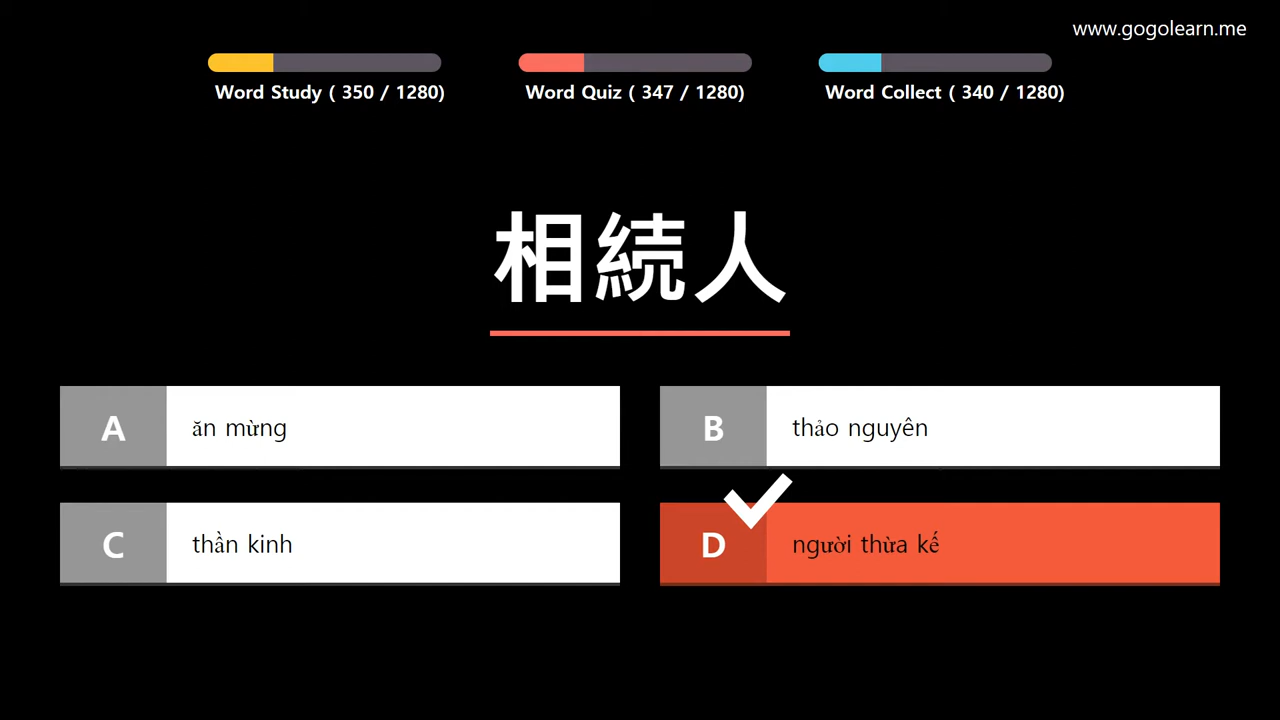 www.gogolearn.me
Word Study ( 350 / 1280)
Word Quiz ( 347 / 1280)
Word Collect ( 340 / 1280)
相続人
A
ăn mừng
B
thảo nguyên
C
thần kinh
D
người thừa kế